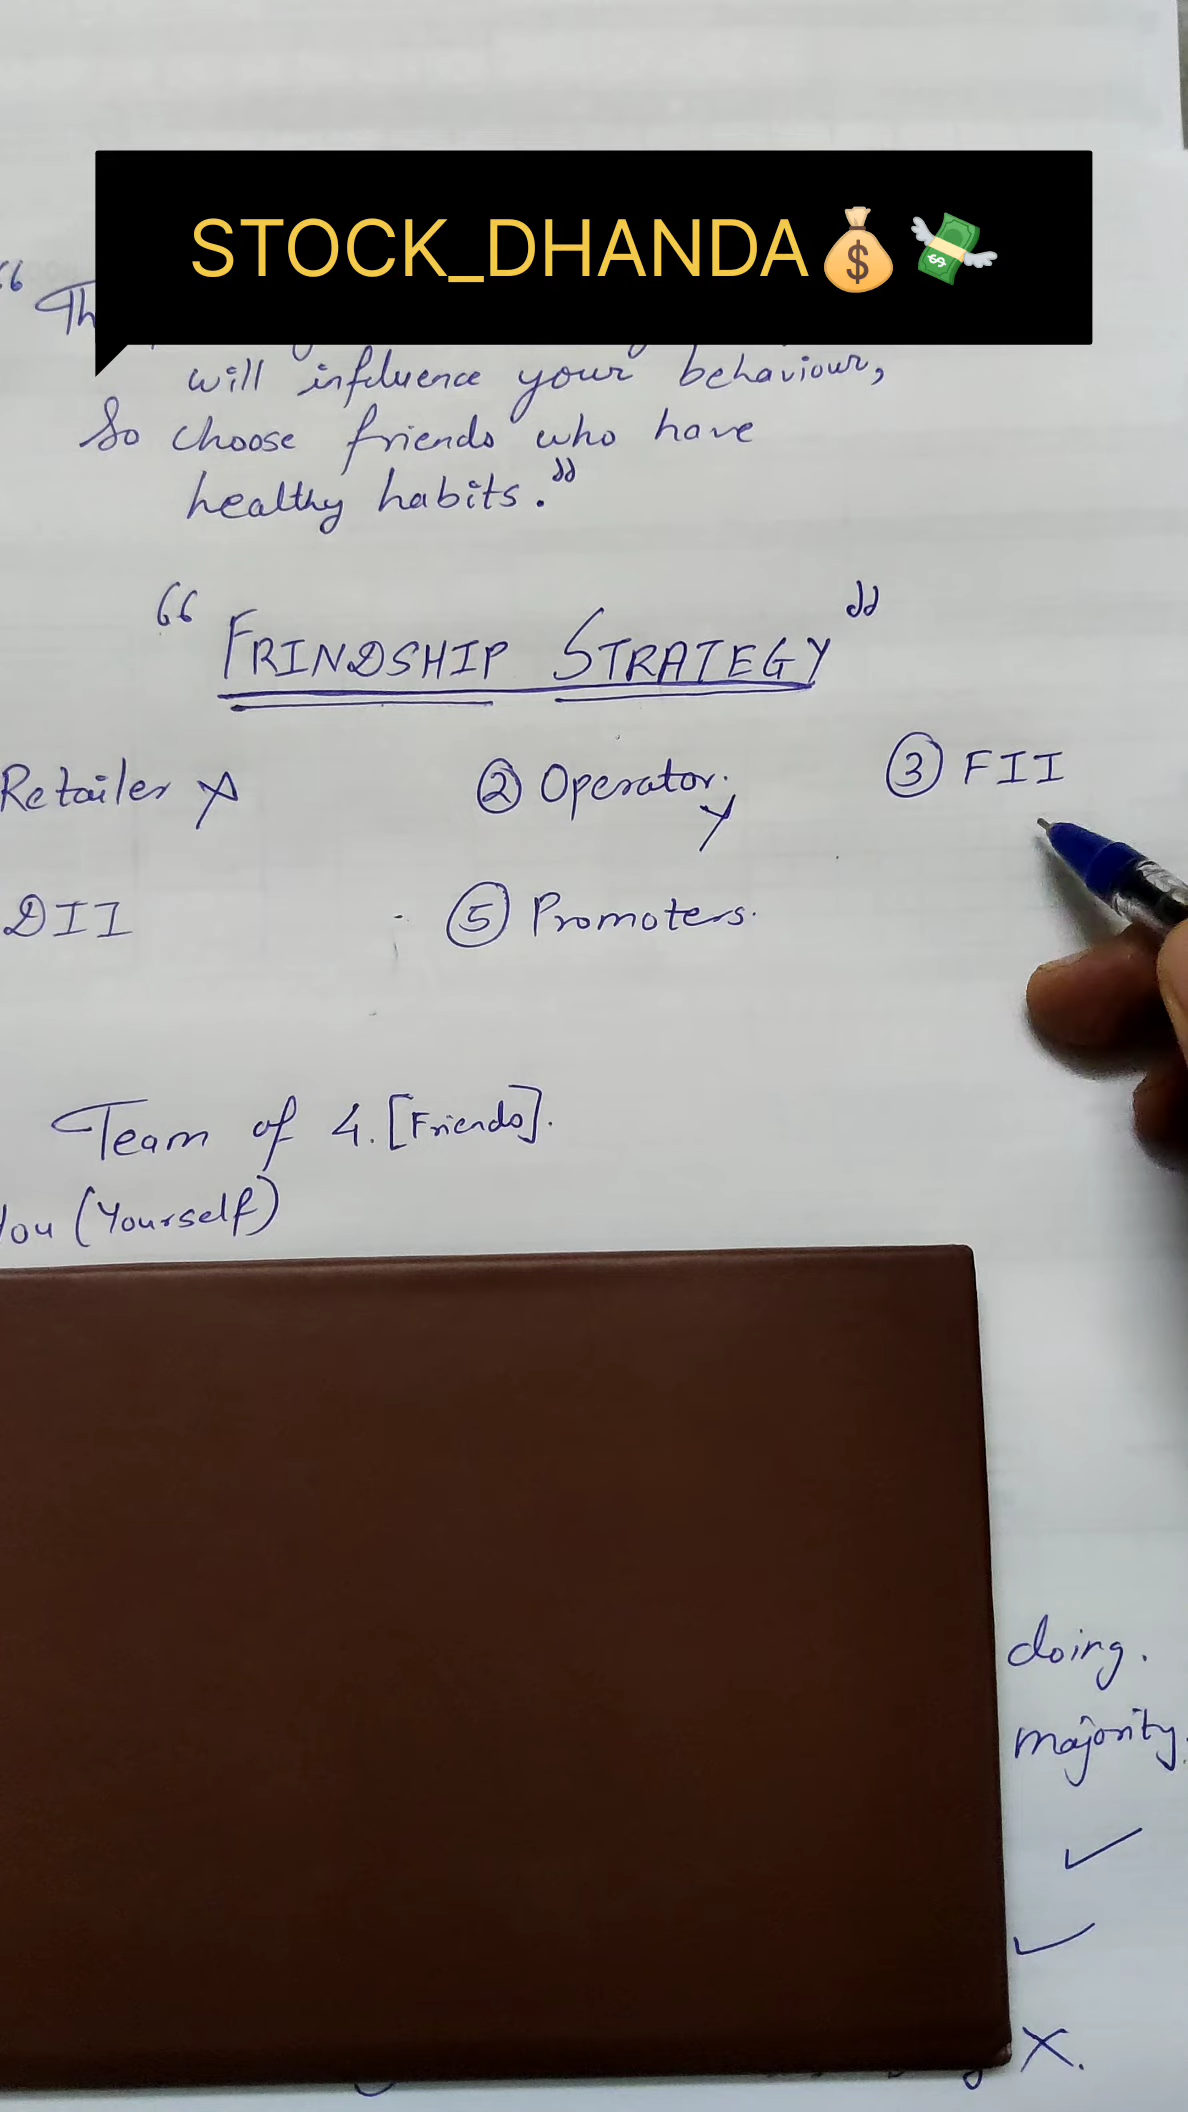 STOCK_DHANDA💰💸
“ Th
will influence your behaviour,
So choose friends who have
healthy habits.”
“FRINDSHIP STRATEGY”
Retailer X ② Operator. X ③ FII
DII ⑤ Promoters.
Team of 4. [Friends].
You (Yourself)
doing.
majority.
✓
✓
X.